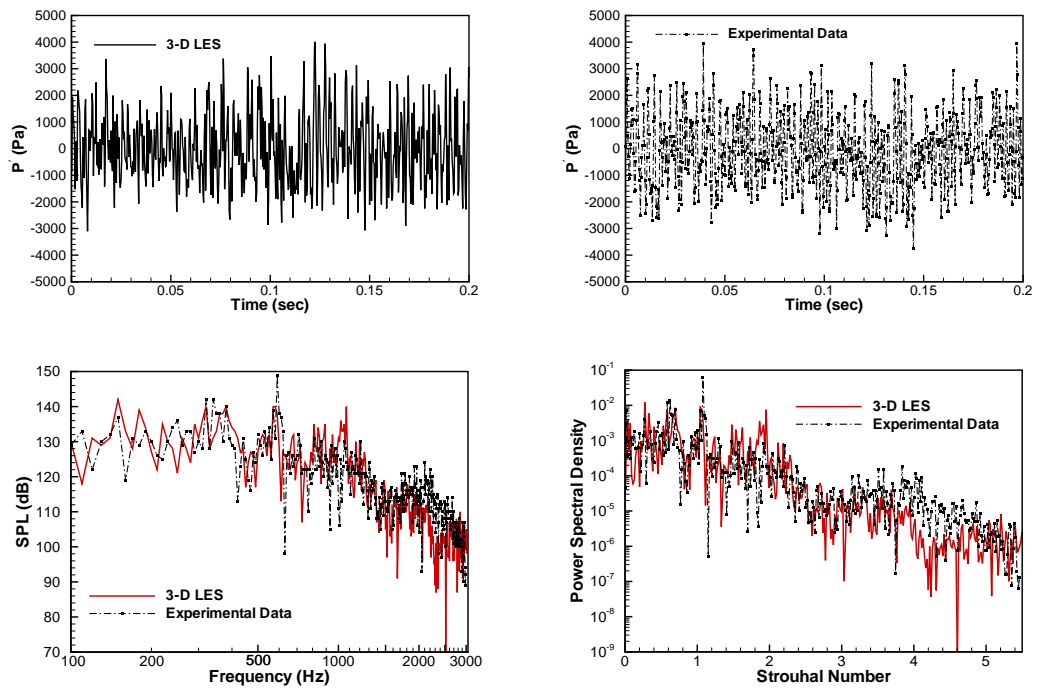 5000
4000
3000
2000
1000
0
-1000
-2000
-3000
-4000
-5000
P′ (Pa)
3-D LES
0 0.05 0.1 0.15 0.2
Time (sec)
5000
4000
3000
2000
1000
0
-1000
-2000
-3000
-4000
-5000
P′ (Pa)
Experimental Data
0 0.05 0.1 0.15 0.2
Time (sec)
150
140
130
120
110
100
90
80
70
SPL (dB)
3-D LES
Experimental Data
100 200 500 1000 2000 3000
Frequency (Hz)
10-1
10-2
10-3
10-4
10-5
10-6
10-7
10-8
10-9
Power Spectral Density
3-D LES
Experimental Data
0 1 2 3 4 5
Strouhal Number